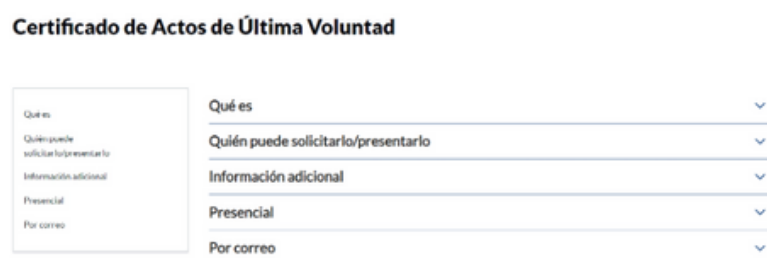 Certificado de Actos de Última Voluntad
Qué es
Quién puede
solicitarlo/presentarlo
Información adicional
Presencial
Por correo
Qué es
Quién puede solicitarlo/presentarlo
Información adicional
Presencial
Por correo